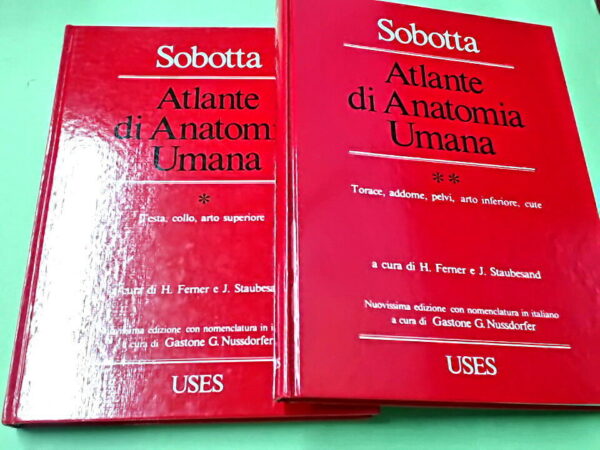 Sobotta
Atlante
di Anatomi
Umana
*
Testa, collo, arto superiore
a cura di H. Ferner e J. Staubesa
sima edizione con nomenclatura in i
a cura di Gastone G. Nussdorfer
USES
Sobotta
Atlante
di Anatomia
Umana
**
Torace, addome, pelvi, arto inferiore, cute
a cura di H. Ferner e J. Staubesand
Nuovissima edizione con nomenclatura in italiano
a cura di Gastone G. Nussdorfer
USES